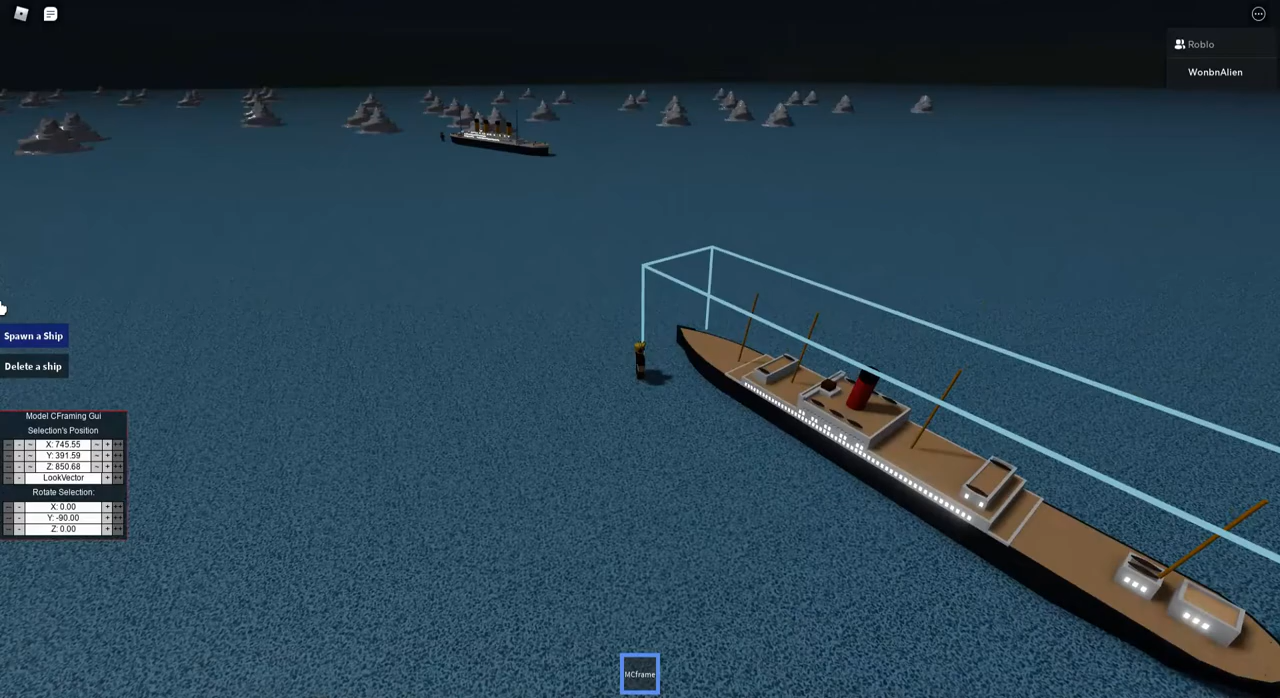 Roblo
WonbnAlien
Spawn a Ship
Delete a ship
Model CFraming Gui
Selection's Position
-- - ~ X: 745.55 ~ + ++
-- - ~ Y: 391.59 ~ + ++
-- - ~ Z: 850.68 ~ + ++
-- - LookVector + ++
Rotate Selection:
-- - X: 0.00 + ++
-- - Y: -90.00 + ++
-- - Z: 0.00 + ++
MCframe